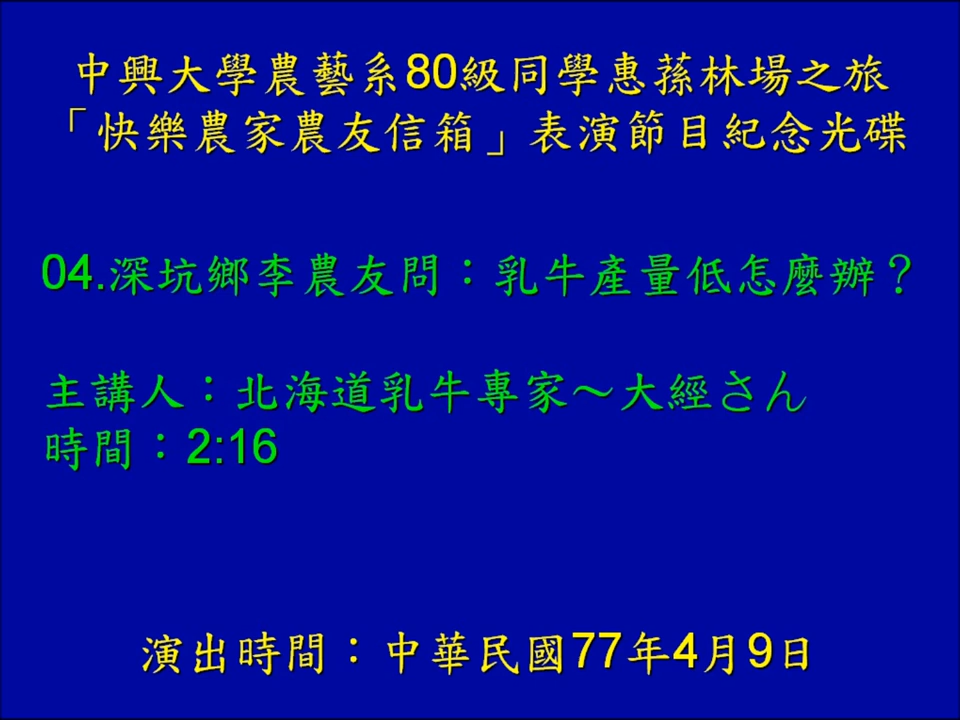 中興大學農藝系80級同學惠蓀林場之旅
「快樂農家農友信箱」表演節目紀念光碟
04.深坑鄉李農友問：乳牛產量低怎麼辦？
主講人：北海道乳牛專家～大經さん
時間：2:16
演出時間：中華民國77年4月9日